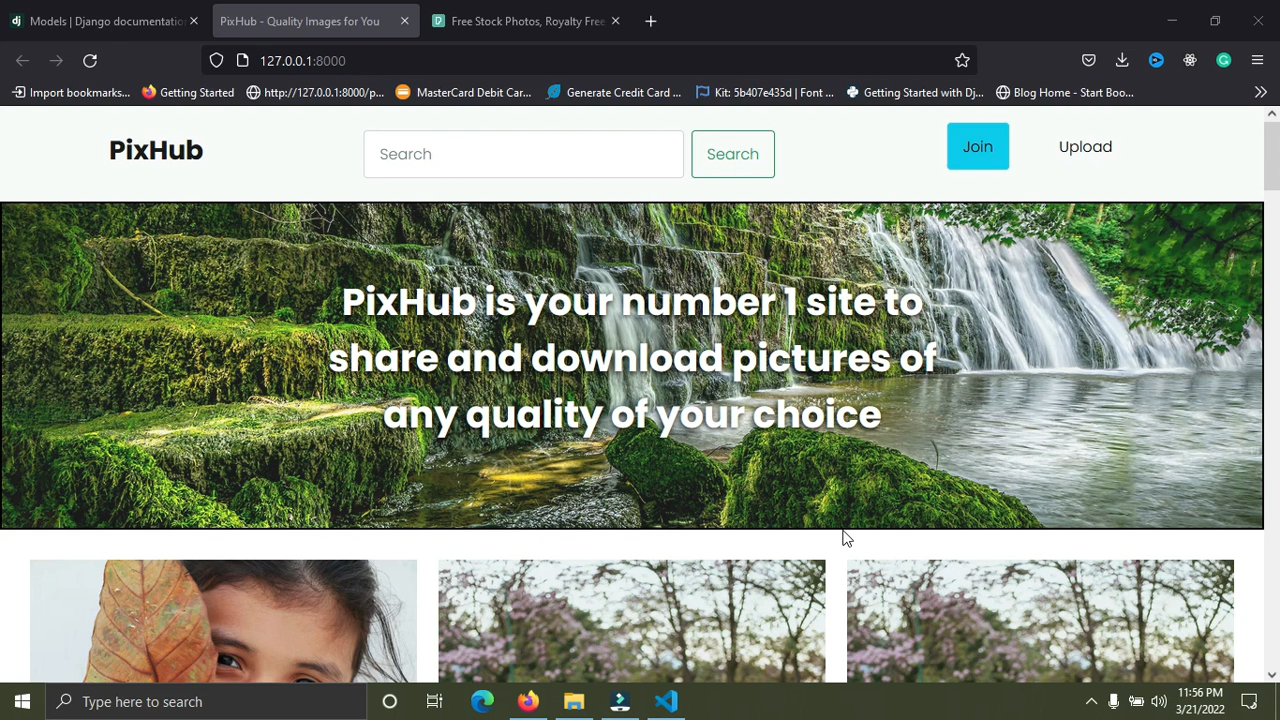 Models | Django documentatio
PixHub - Quality Images for You
Free Stock Photos, Royalty Free
127.0.0.1:8000
Import bookmarks...
Getting Started
http://127.0.0.1:8000/p...
MasterCard Debit Car...
Generate Credit Card ...
Kit: 5b407e435d | Font ...
Getting Started with Dj...
Blog Home - Start Boo...
PixHub
Search
Search
Join
Upload
PixHub is your number 1 site to
share and download pictures of
any quality of your choice
Type here to search
11:56 PM
3/21/2022